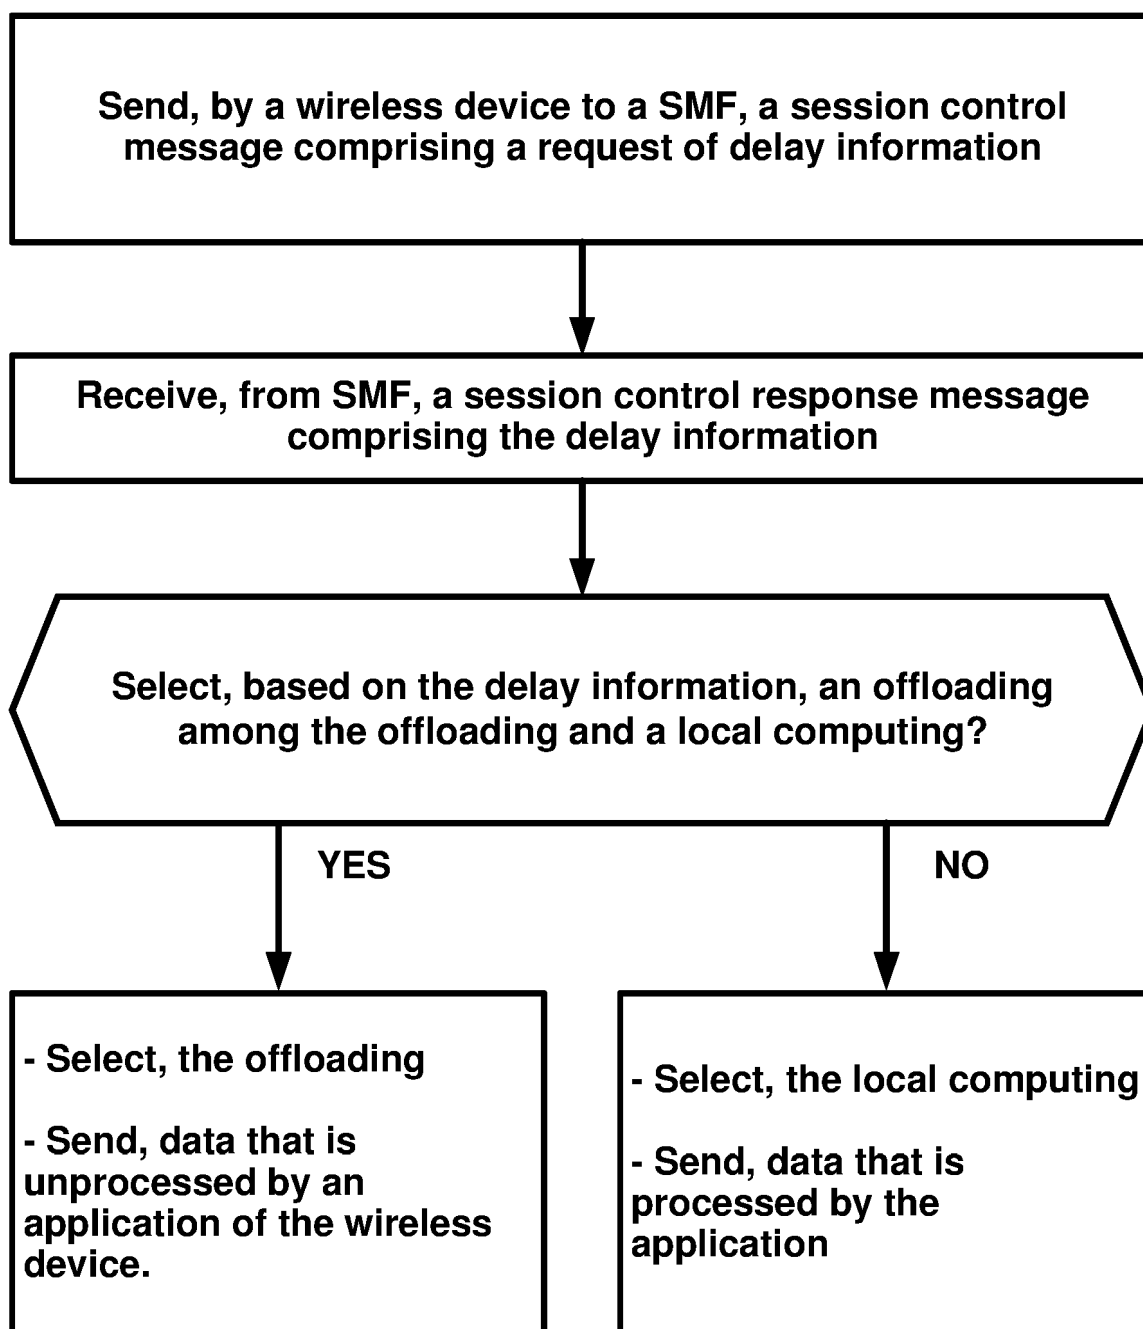 Send, by a wireless device to a SMF, a session control
message comprising a request of delay information
Receive, from SMF, a session control response message
comprising the delay information
Select, based on the delay information, an offloading
among the offloading and a local computing?
YES
NO
- Select, the offloading
- Send, data that is
unprocessed by an
application of the wireless
device.
- Select, the local computing
- Send, data that is
processed by the
application